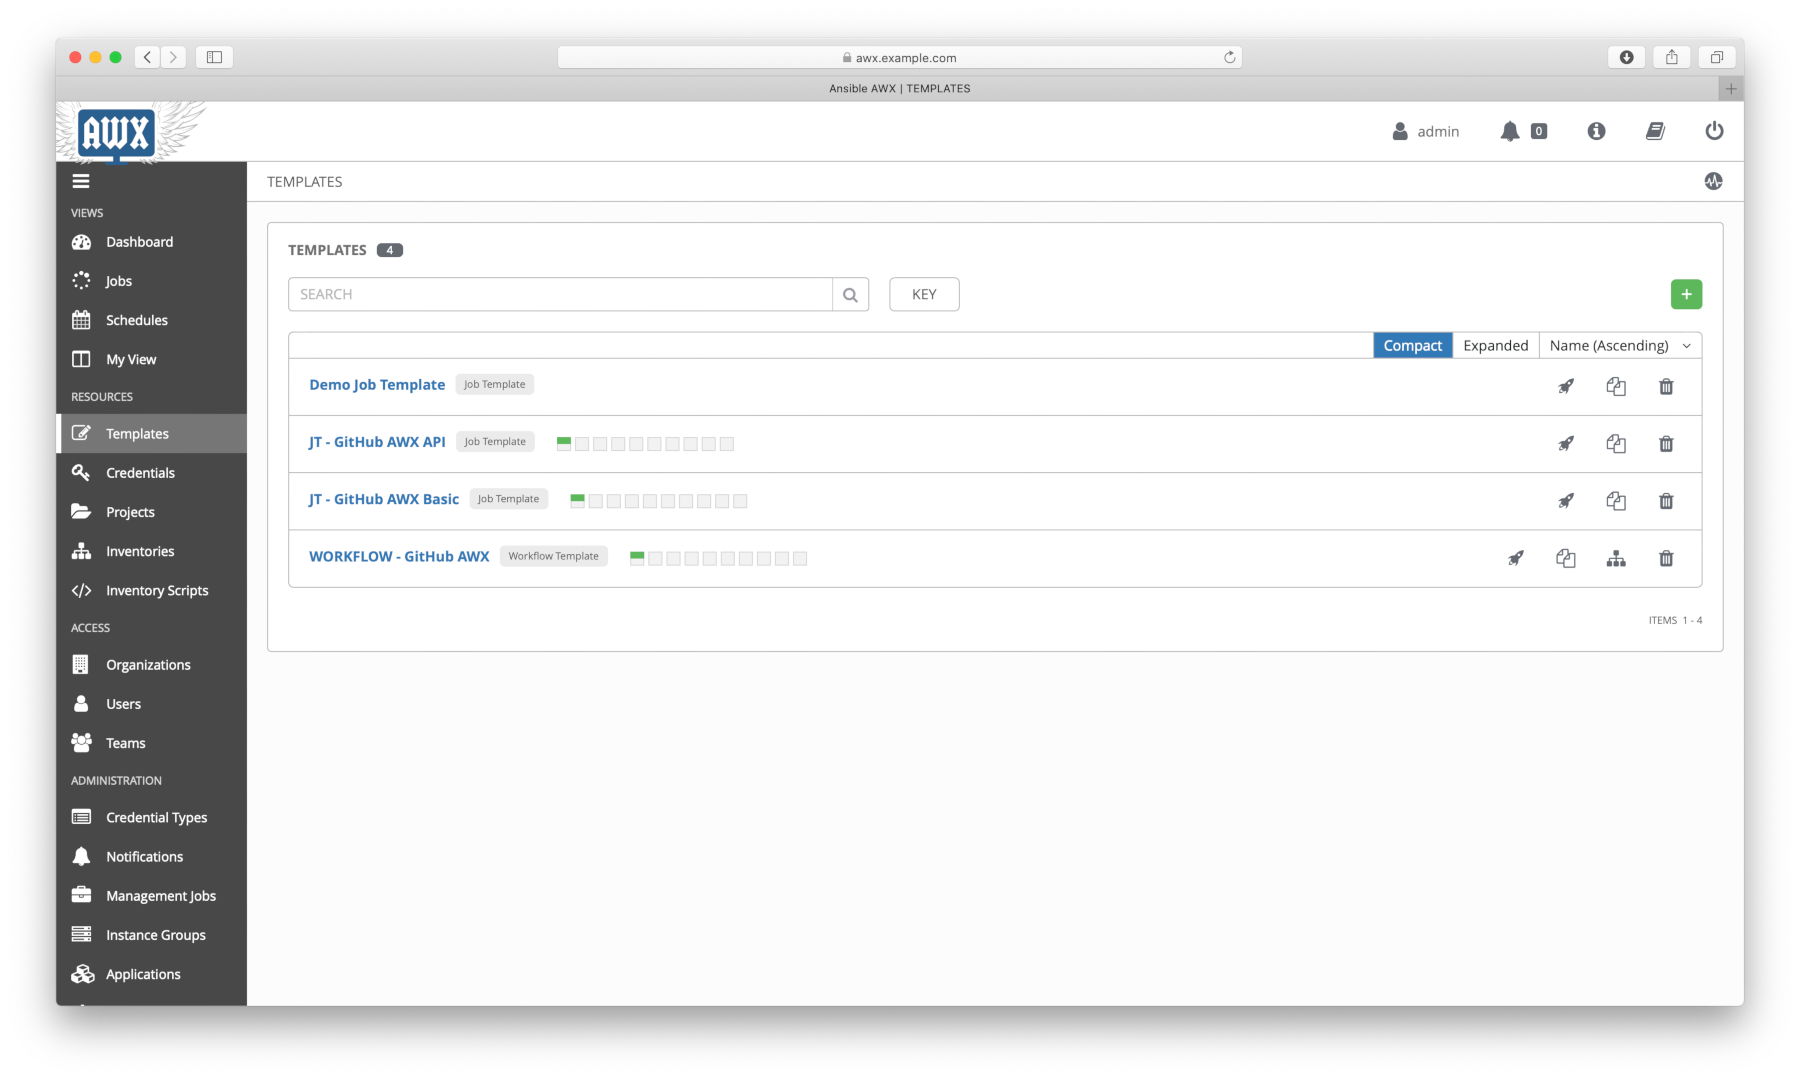 awx.example.com
Ansible AWX | TEMPLATES
AWX
admin
0
TEMPLATES
VIEWS
Dashboard
Jobs
Schedules
My View
RESOURCES
Templates
Credentials
Projects
Inventories
Inventory Scripts
ACCESS
Organizations
Users
Teams
ADMINISTRATION
Credential Types
Notifications
Management Jobs
Instance Groups
Applications
TEMPLATES 4
SEARCH
KEY
+
Compact Expanded Name (Ascending)
Demo Job Template Job Template
JT - GitHub AWX API Job Template
JT - GitHub AWX Basic Job Template
WORKFLOW - GitHub AWX Workflow Template
ITEMS 1 - 4